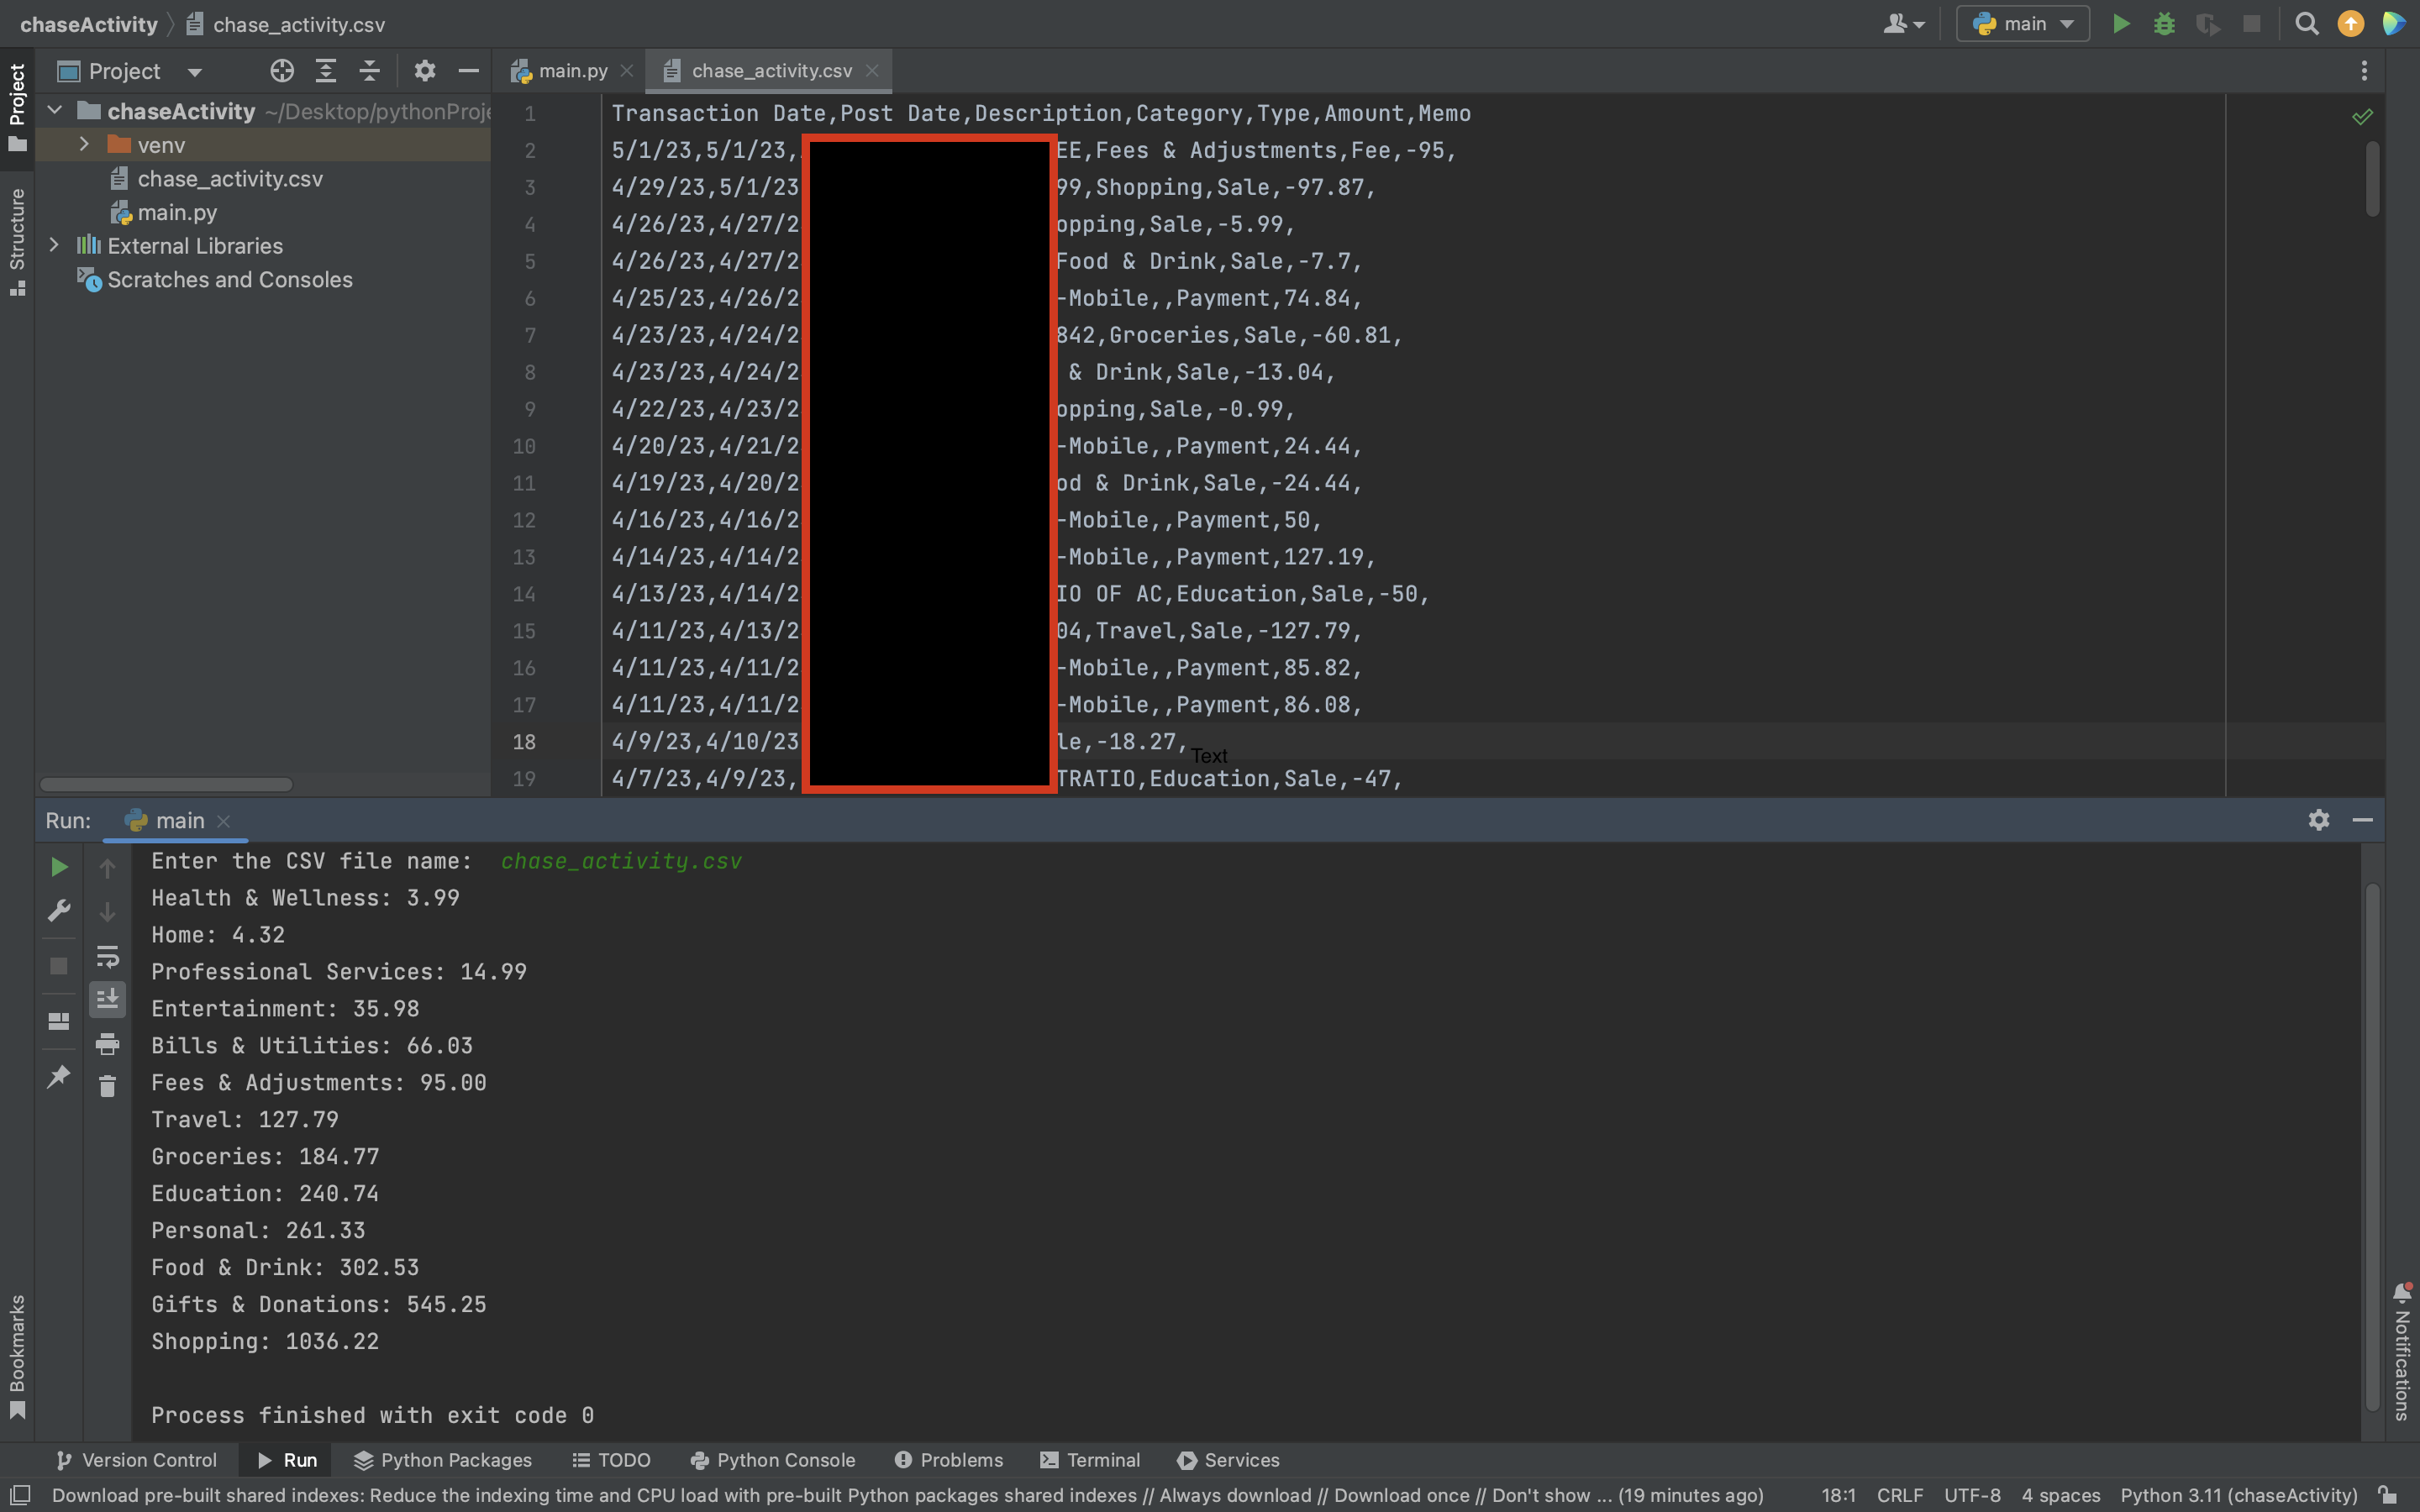 chaseActivity chase_activity.csv
main
Project
main.py
chase_activity.csv
Project
Structure
Bookmarks
Notifications
chaseActivity ~/Desktop/pythonProje
venv
chase_activity.csv
main.py
External Libraries
Scratches and Consoles
1 Transaction Date,Post Date,Description,Category,Type,Amount,Memo
2 5/1/23,5/1/23, EE,Fees & Adjustments,Fee,-95,
3 4/29/23,5/1/23 99,Shopping,Sale,-97.87,
4 4/26/23,4/27/2 opping,Sale,-5.99,
5 4/26/23,4/27/2 Food & Drink,Sale,-7.7,
6 4/25/23,4/26/2 -Mobile,,Payment,74.84,
7 4/23/23,4/24/2 842,Groceries,Sale,-60.81,
8 4/23/23,4/24/2 & Drink,Sale,-13.04,
9 4/22/23,4/23/2 opping,Sale,-0.99,
10 4/20/23,4/21/2 -Mobile,,Payment,24.44,
11 4/19/23,4/20/2 od & Drink,Sale,-24.44,
12 4/16/23,4/16/2 -Mobile,,Payment,50,
13 4/14/23,4/14/2 -Mobile,,Payment,127.19,
14 4/13/23,4/14/2 IO OF AC,Education,Sale,-50,
15 4/11/23,4/13/2 04,Travel,Sale,-127.79,
16 4/11/23,4/11/2 -Mobile,,Payment,85.82,
17 4/11/23,4/11/2 -Mobile,,Payment,86.08,
18 4/9/23,4/10/23 le,-18.27,
Text
19 4/7/23,4/9/23, TRATIO,Education,Sale,-47,
Run: main
Enter the CSV file name: chase_activity.csv
Health & Wellness: 3.99
Home: 4.32
Professional Services: 14.99
Entertainment: 35.98
Bills & Utilities: 66.03
Fees & Adjustments: 95.00
Travel: 127.79
Groceries: 184.77
Education: 240.74
Personal: 261.33
Food & Drink: 302.53
Gifts & Donations: 545.25
Shopping: 1036.22
Process finished with exit code 0
Version Control Run Python Packages TODO Python Console Problems Terminal Services
Download pre-built shared indexes: Reduce the indexing time and CPU load with pre-built Python packages shared indexes // Always download // Download once // Don't show ... (19 minutes ago) 18:1 CRLF UTF-8 4 spaces Python 3.11 (chaseActivity)